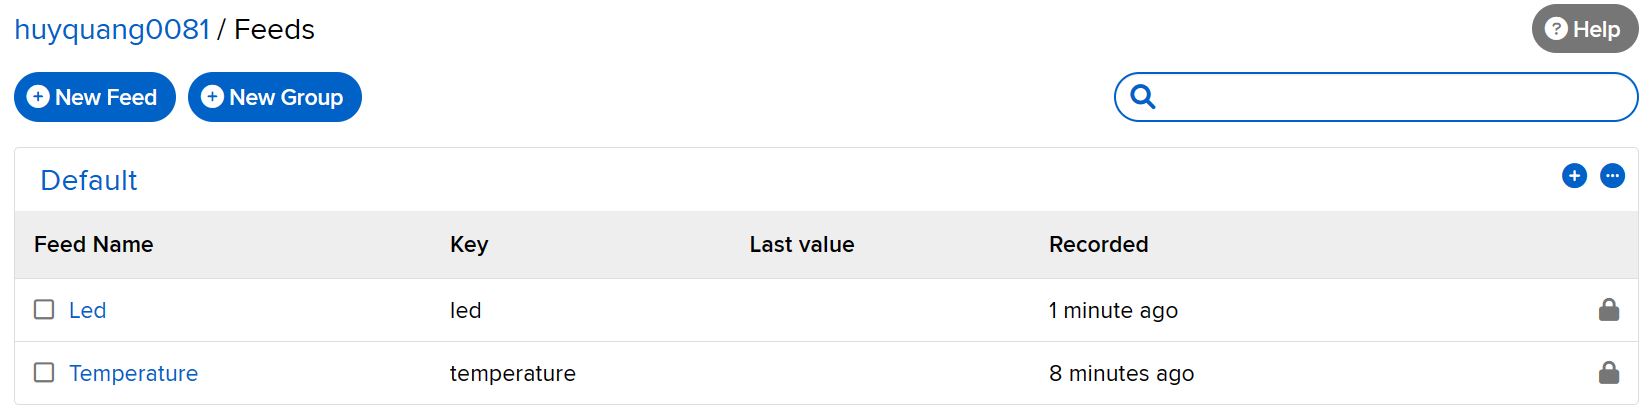 huyquang0081 / Feeds
Help
New Feed
New Group
Default
Feed Name Key Last value Recorded
Led led 1 minute ago
Temperature temperature 8 minutes ago